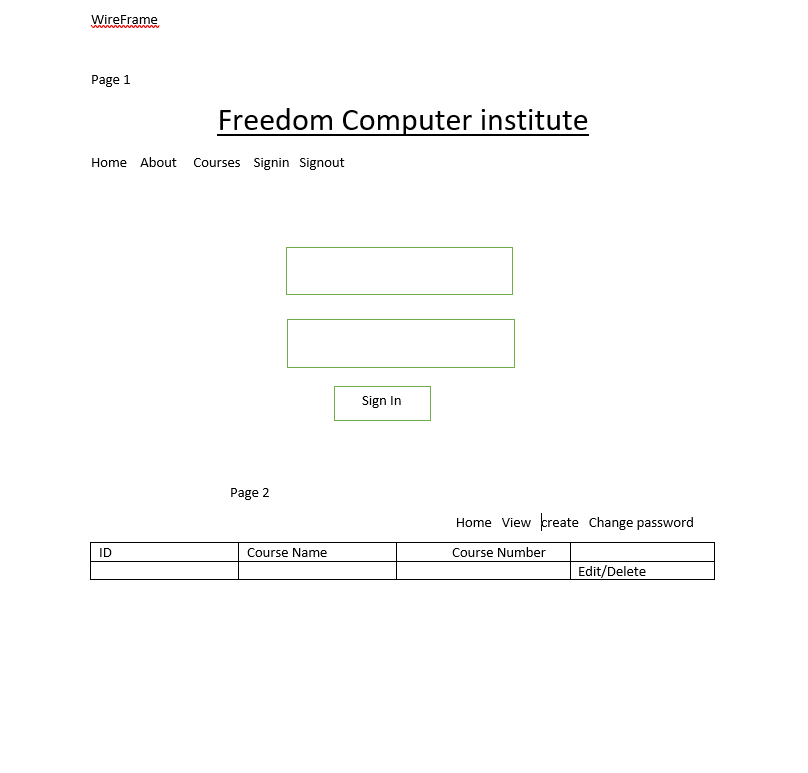 WireFrame
Page 1
Freedom Computer institute
Home About Courses Signin Signout
Sign In
Page 2
Home View create Change password
ID Course Name Course Number
Edit/Delete